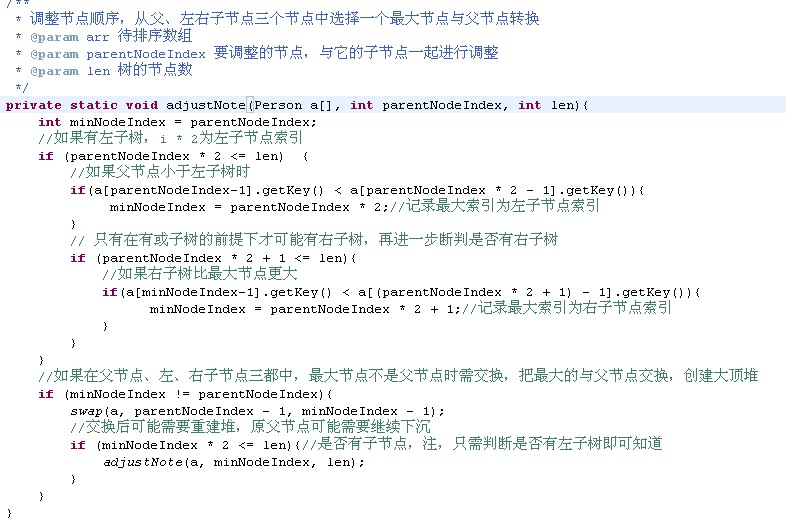 /**
 * 调整节点顺序，从父、左右子节点三个节点中选择一个最大节点与父节点转换
 * @param arr 待排序数组
 * @param parentNodeIndex 要调整的节点，与它的子节点一起进行调整
 * @param len 树的节点数
 */
private static void adjustNote(Person a[], int parentNodeIndex, int len){
    int minNodeIndex = parentNodeIndex;
    //如果有左子树，i * 2为左子节点索引
    if (parentNodeIndex * 2 <= len)  {
        //如果父节点小于左子树时
        if(a[parentNodeIndex-1].getKey() < a[parentNodeIndex * 2 - 1].getKey()){
             minNodeIndex = parentNodeIndex * 2;//记录最大索引为左子节点索引
        }
        // 只有在有或子树的前提下才可能有右子树，再进一步断判是否有右子树
        if (parentNodeIndex * 2 + 1 <= len){
            //如果右子树比最大节点更大
            if(a[minNodeIndex-1].getKey() < a[(parentNodeIndex * 2 + 1) - 1].getKey()){
                  minNodeIndex = parentNodeIndex * 2 + 1;//记录最大索引为右子节点索引
            }
        }
    }
    //如果在父节点、左、右子节点三都中，最大节点不是父节点时需交换，把最大的与父节点交换，创建大顶堆
    if (minNodeIndex != parentNodeIndex){
        swap(a, parentNodeIndex - 1, minNodeIndex - 1);
        //交换后可能需要重建堆，原父节点可能需要继续下沉
        if (minNodeIndex * 2 <= len){//是否有子节点，注，只需判断是否有左子树即可知道
            adjustNote(a, minNodeIndex, len);
        }
    }
}